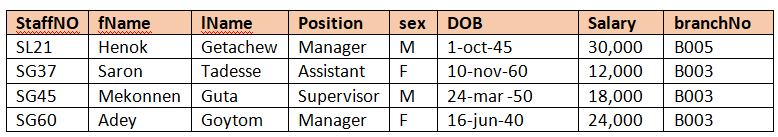 StaffNO fName lName Position sex DOB Salary branchNo
SL21 Henok Getachew Manager M 1-oct-45 30,000 B005
SG37 Saron Tadesse Assistant F 10-nov-60 12,000 B003
SG45 Mekonnen Guta Supervisor M 24-mar -50 18,000 B003
SG60 Adey Goytom Manager F 16-jun-40 24,000 B003